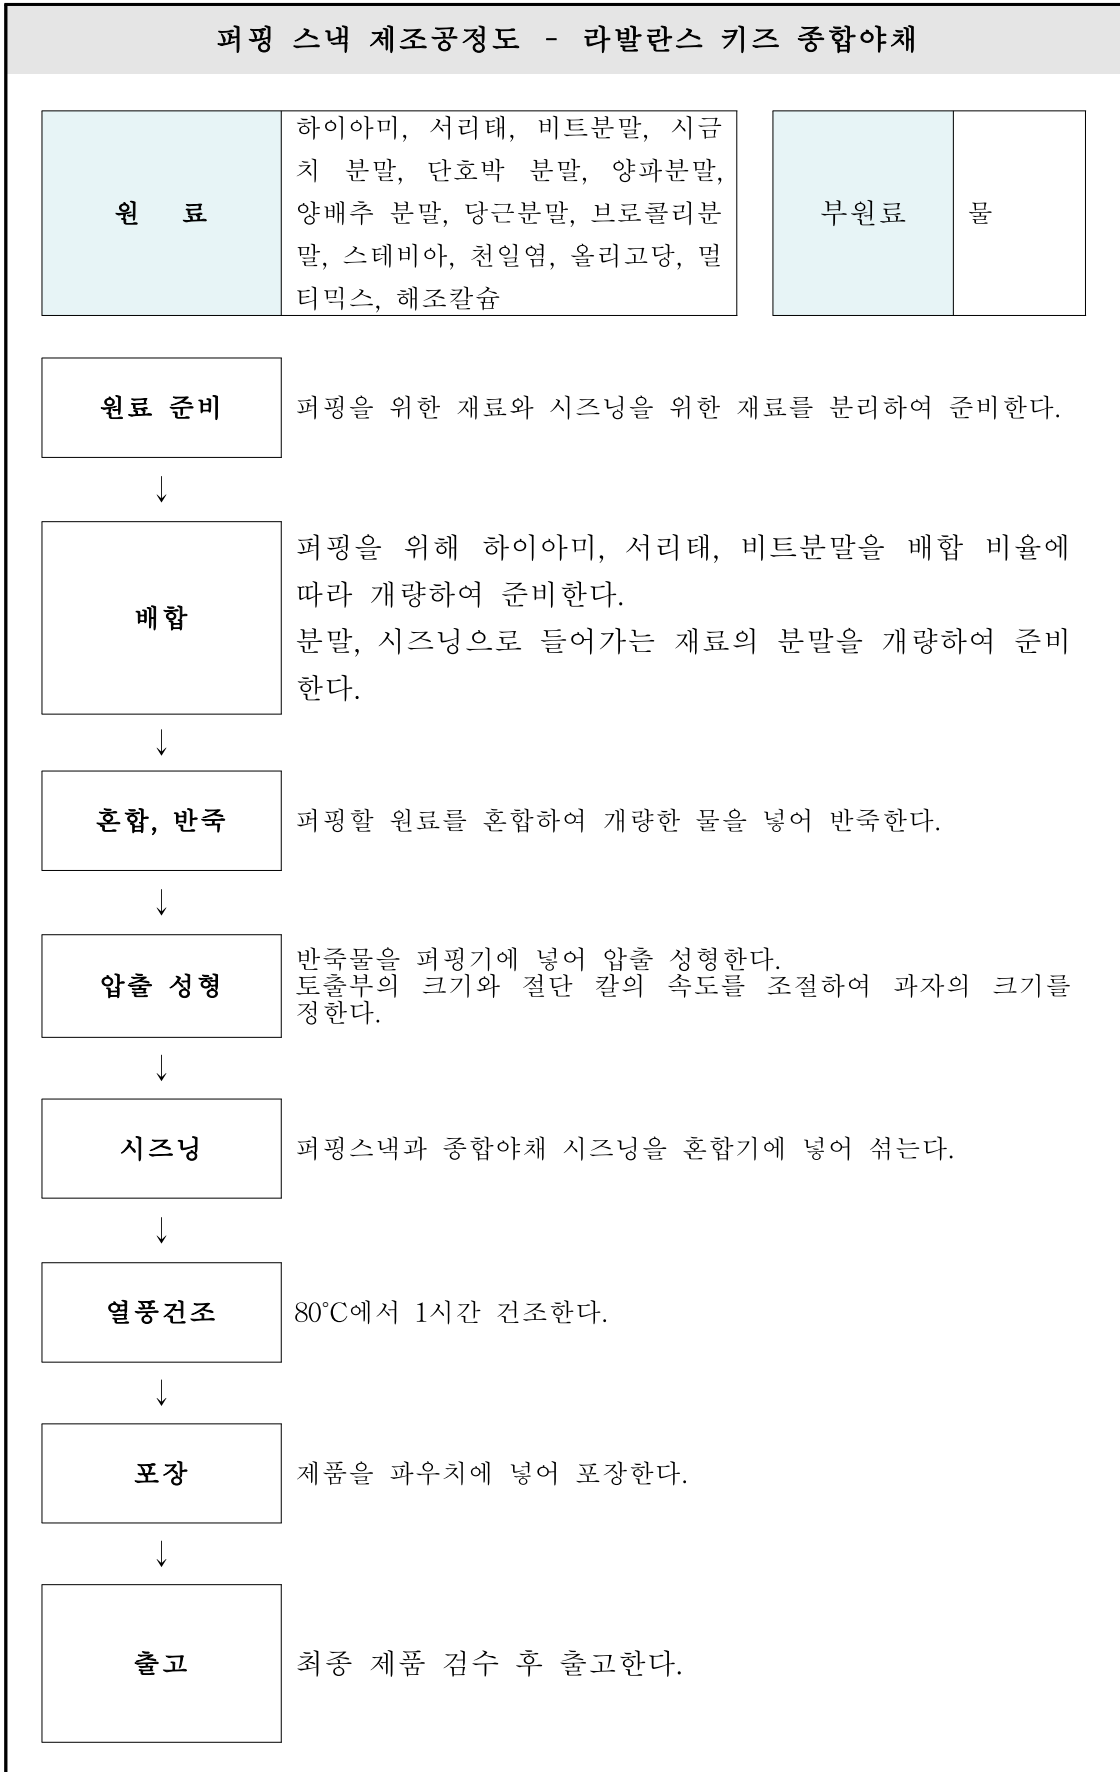 퍼핑 스낵 제조공정도 - 라발란스 키즈 종합야채
원 료
하이아미, 서리태, 비트분말, 시금
치 분말, 단호박 분말, 양파분말,
양배추 분말, 당근분말, 브로콜리분
말, 스테비아, 천일염, 올리고당, 멀
티믹스, 해조칼슘
부원료
물
원료 준비
퍼핑을 위한 재료와 시즈닝을 위한 재료를 분리하여 준비한다.
↓
배합
퍼핑을 위해 하이아미, 서리태, 비트분말을 배합 비율에
따라 개량하여 준비한다.
분말, 시즈닝으로 들어가는 재료의 분말을 개량하여 준비
한다.
↓
혼합, 반죽
퍼핑할 원료를 혼합하여 개량한 물을 넣어 반죽한다.
↓
압출 성형
반죽물을 퍼핑기에 넣어 압출 성형한다.
토출부의 크기와 절단 칼의 속도를 조절하여 과자의 크기를
정한다.
↓
시즈닝
퍼핑스낵과 종합야채 시즈닝을 혼합기에 넣어 섞는다.
↓
열풍건조
80℃에서 1시간 건조한다.
↓
포장
제품을 파우치에 넣어 포장한다.
↓
출고
최종 제품 검수 후 출고한다.